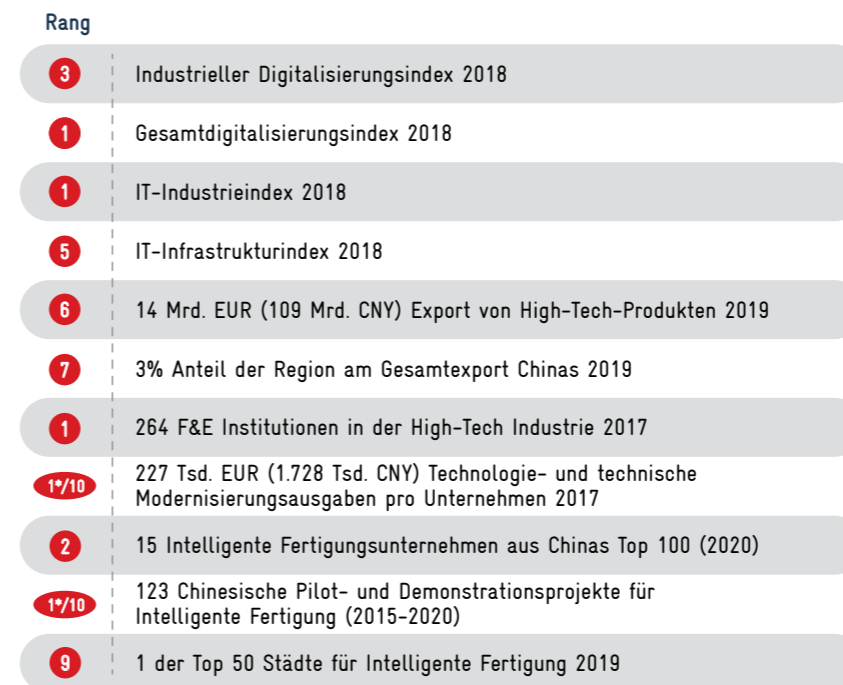 Rang
3 Industrieller Digitalisierungsindex 2018
1 Gesamtdigitalisierungsindex 2018
1 IT-Industrieindex 2018
5 IT-Infrastrukturindex 2018
6 14 Mrd. EUR (109 Mrd. CNY) Export von High-Tech-Produkten 2019
7 3% Anteil der Region am Gesamtexport Chinas 2019
1 264 F&E Institutionen in der High-Tech Industrie 2017
1*/10 227 Tsd. EUR (1.728 Tsd. CNY) Technologie- und technische
Modernisierungsausgaben pro Unternehmen 2017
2 15 Intelligente Fertigungsunternehmen aus Chinas Top 100 (2020)
1*/10 123 Chinesische Pilot- und Demonstrationsprojekte für
Intelligente Fertigung (2015-2020)
9 1 der Top 50 Städte für Intelligente Fertigung 2019